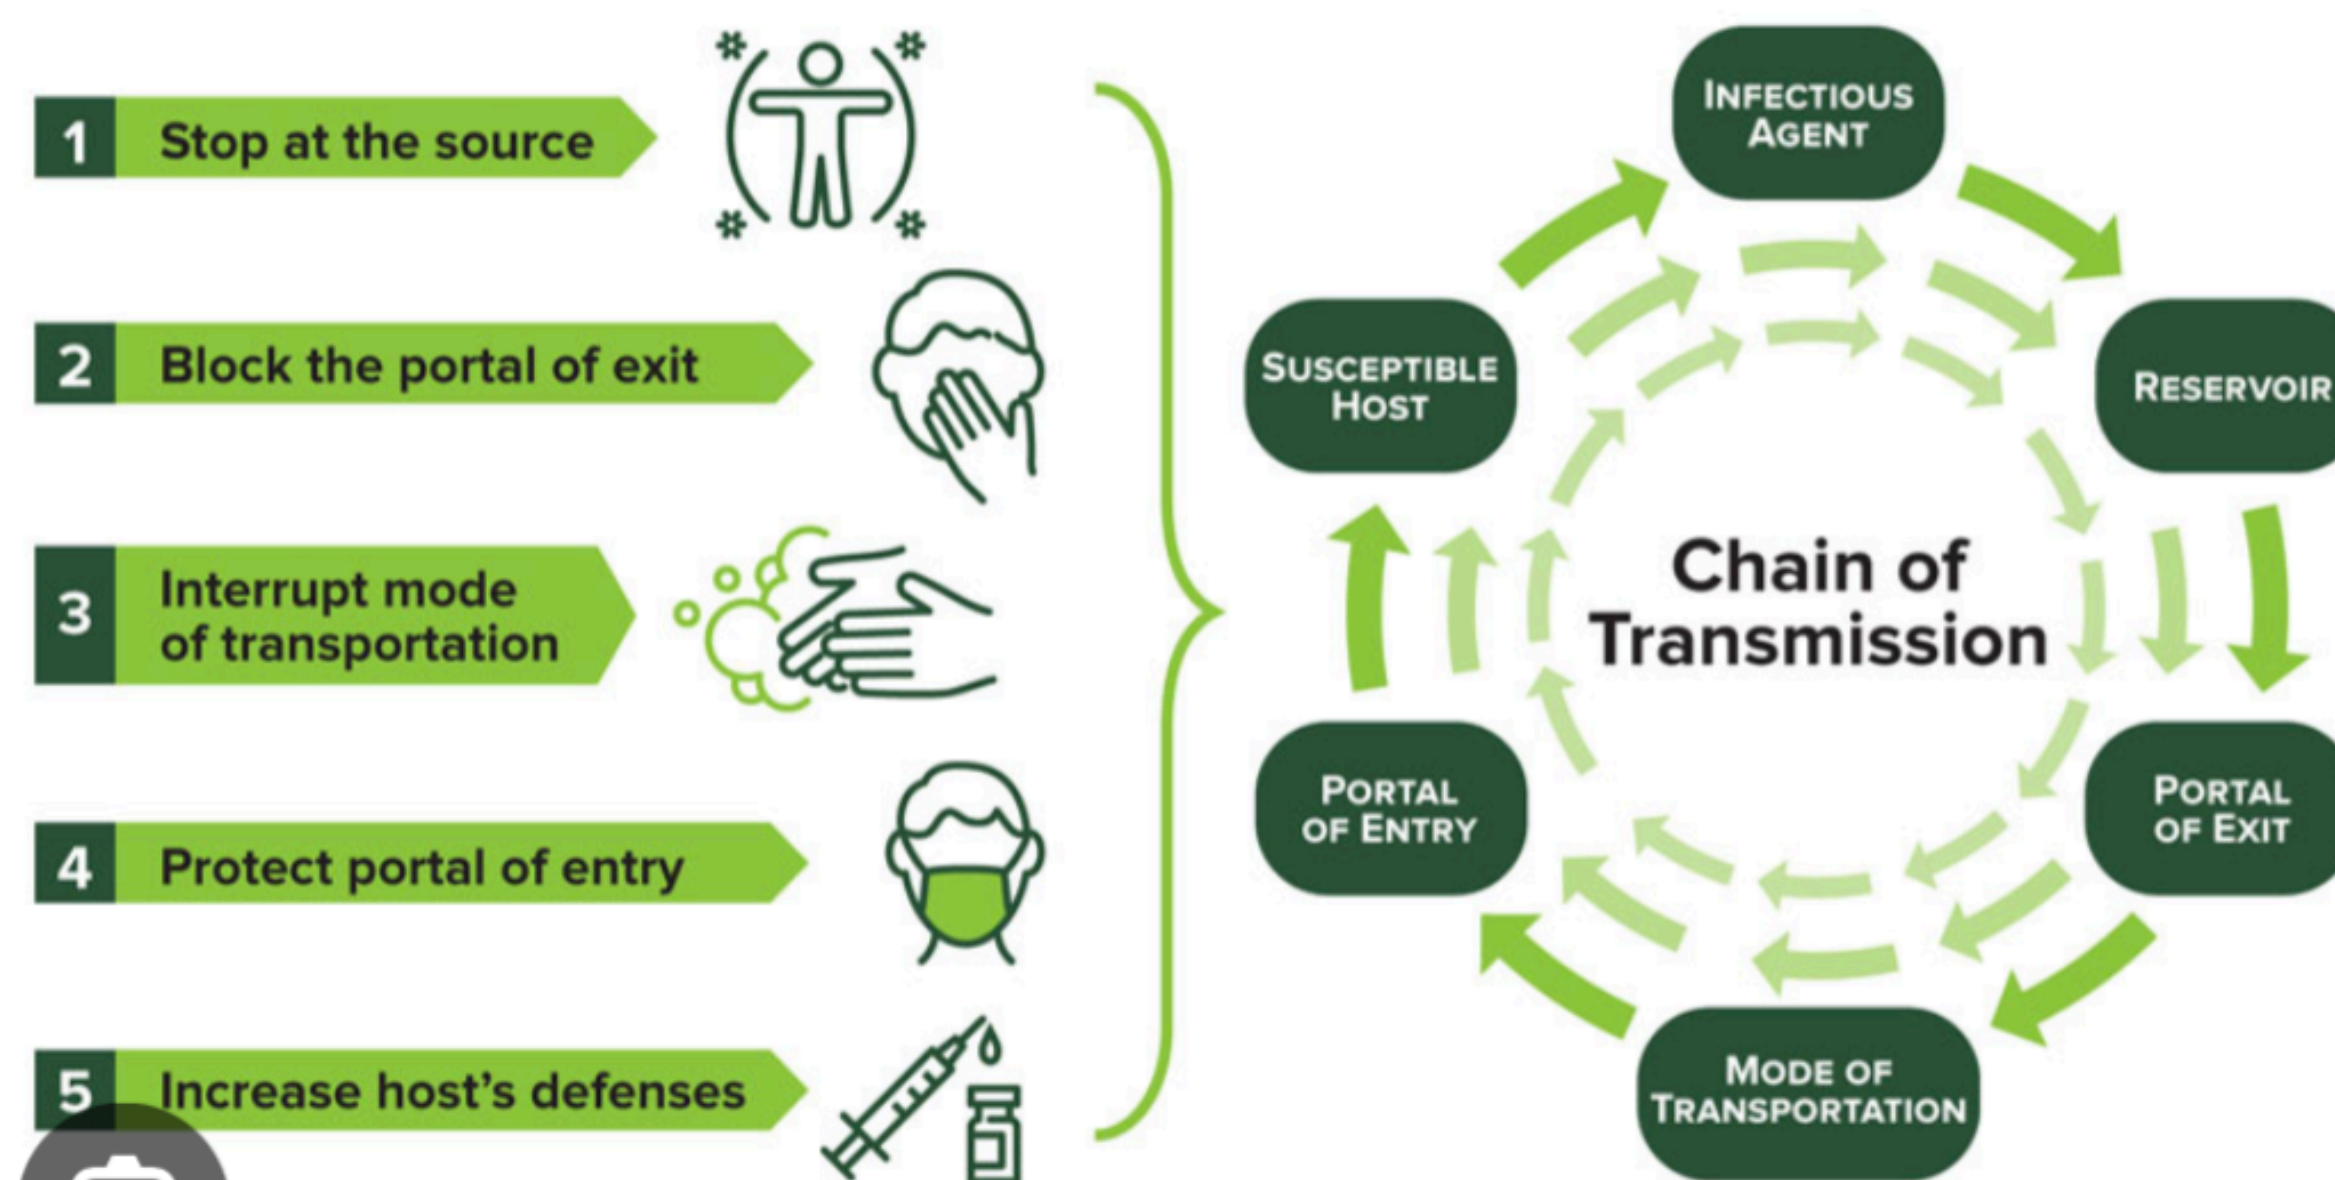 1
Stop at the source
2
Block the portal of exit
3
Interrupt mode
of transportation
4
Protect portal of entry
5
Increase host's defenses
Chain of
Transmission
INFECTIOUS
AGENT
RESERVOIR
PORTAL
OF EXIT
MODE OF
TRANSPORTATION
PORTAL
OF ENTRY
SUSCEPTIBLE
HOST